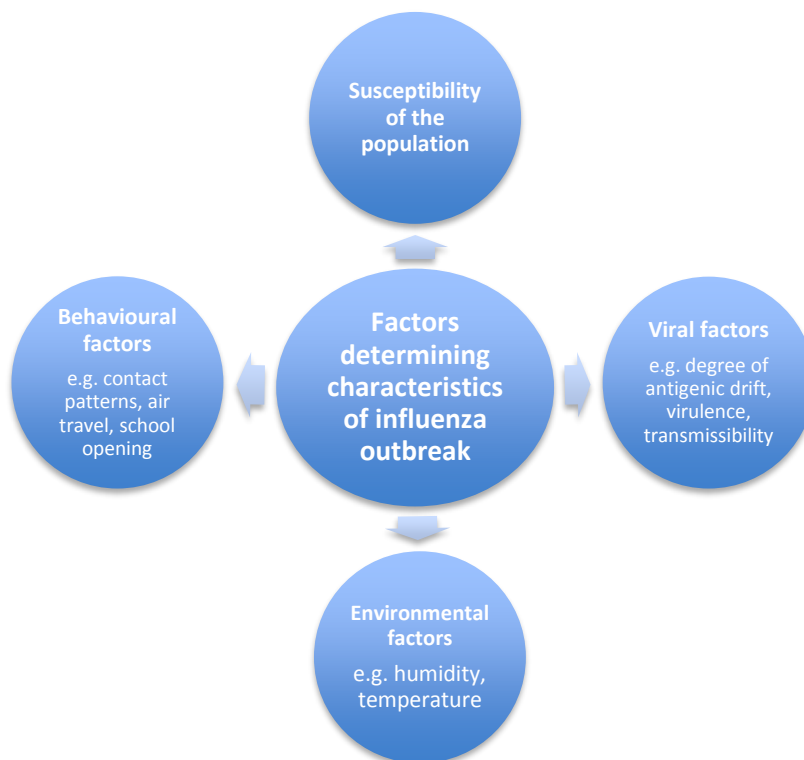 Susceptibility
of the
population
Behavioural
factors
e.g. contact
patterns, air
travel, school
opening
Factors
determining
characteristics
of influenza
outbreak
Viral factors
e.g. degree of
antigenic drift,
virulence,
transmissibility
Environmental
factors
e.g. humidity,
temperature